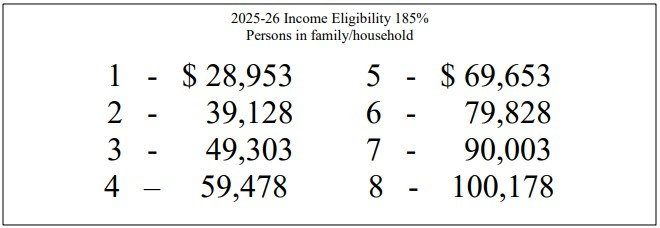 2025-26 Income Eligibility 185%
Persons in family/household
1 - $ 28,953 5 - $ 69,653
2 - 39,128 6 - 79,828
3 - 49,303 7 - 90,003
4 – 59,478 8 - 100,178